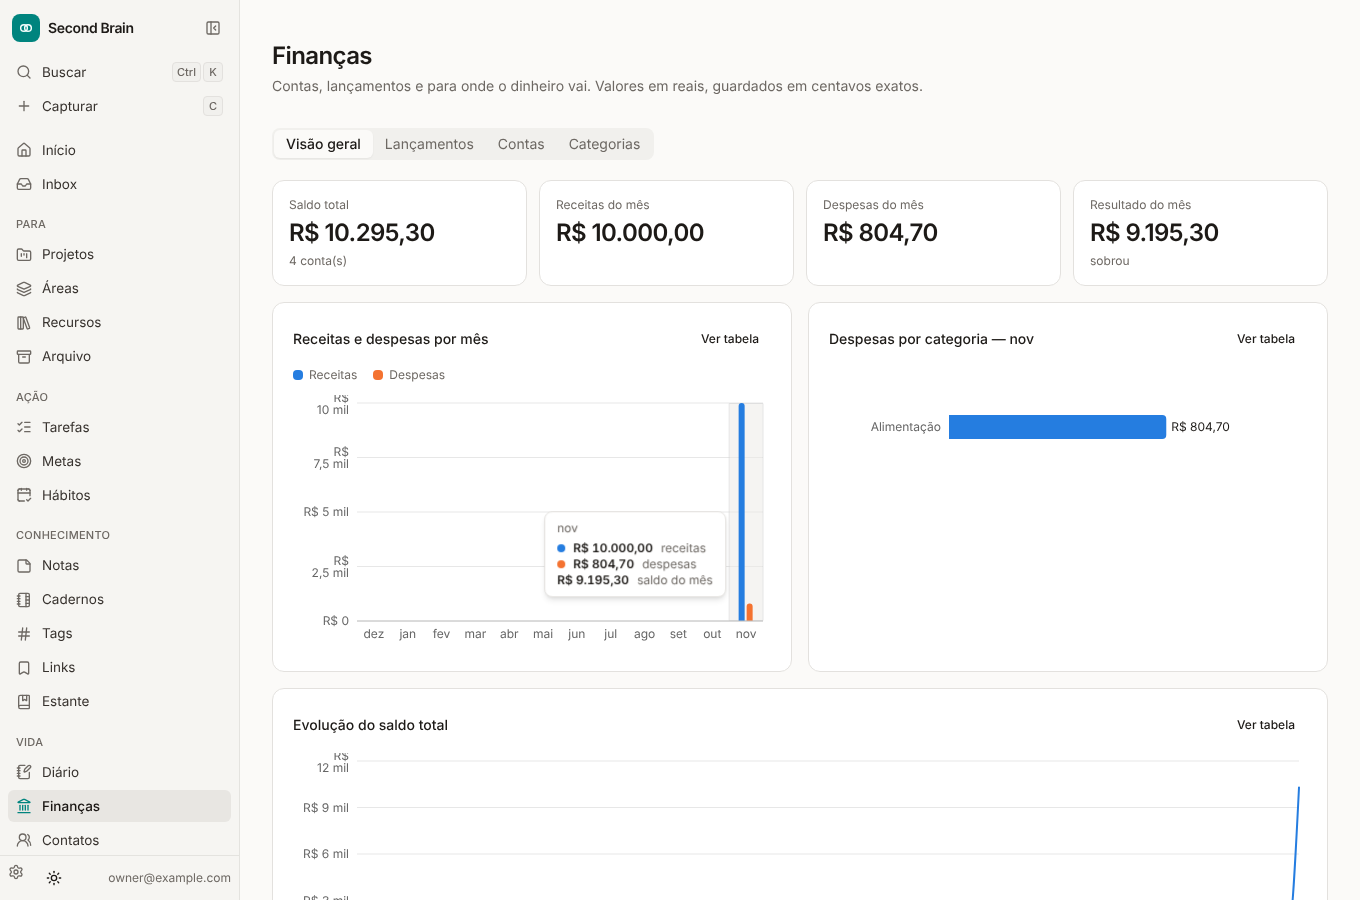 Second Brain
Buscar Ctrl K
Capturar C
Início
Inbox
PARA
Projetos
Áreas
Recursos
Arquivo
AÇÃO
Tarefas
Metas
Hábitos
CONHECIMENTO
Notas
Cadernos
Tags
Links
Estante
VIDA
Diário
Finanças
Contatos
owner@example.com
Finanças
Contas, lançamentos e para onde o dinheiro vai. Valores em reais, guardados em centavos exatos.
Visão geral Lançamentos Contas Categorias
Saldo total
R$ 10.295,30
4 conta(s)
Receitas do mês
R$ 10.000,00
Despesas do mês
R$ 804,70
Resultado do mês
R$ 9.195,30
sobrou
Receitas e despesas por mês Ver tabela
Receitas Despesas
R$
10 mil
R$
7,5 mil
R$ 5 mil
R$
2,5 mil
R$ 0
dez jan fev mar abr mai jun jul ago set out nov
nov
R$ 10.000,00 receitas
R$ 804,70 despesas
R$ 9.195,30 saldo do mês
Despesas por categoria — nov Ver tabela
Alimentação R$ 804,70
Evolução do saldo total Ver tabela
R$
12 mil
R$ 9 mil
R$ 6 mil
R$ 3 mil